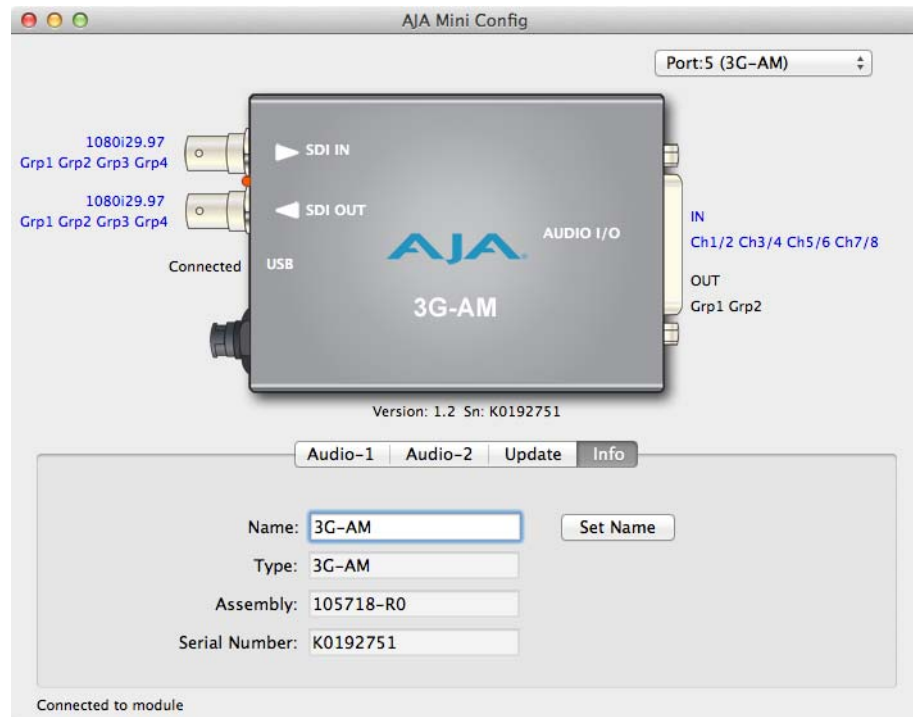 AJA Mini Config
Port:5 (3G-AM)
1080i29.97
Grp1 Grp2 Grp3 Grp4
SDI IN
1080i29.97
Grp1 Grp2 Grp3 Grp4
SDI OUT
Connected
USB
AJA
3G-AM
AUDIO I/O
IN
Ch1/2 Ch3/4 Ch5/6 Ch7/8
OUT
Grp1 Grp2
Version: 1.2 Sn: K0192751
Audio-1 Audio-2 Update Info
Name: 3G-AM Set Name
Type: 3G-AM
Assembly: 105718-R0
Serial Number: K0192751
Connected to module